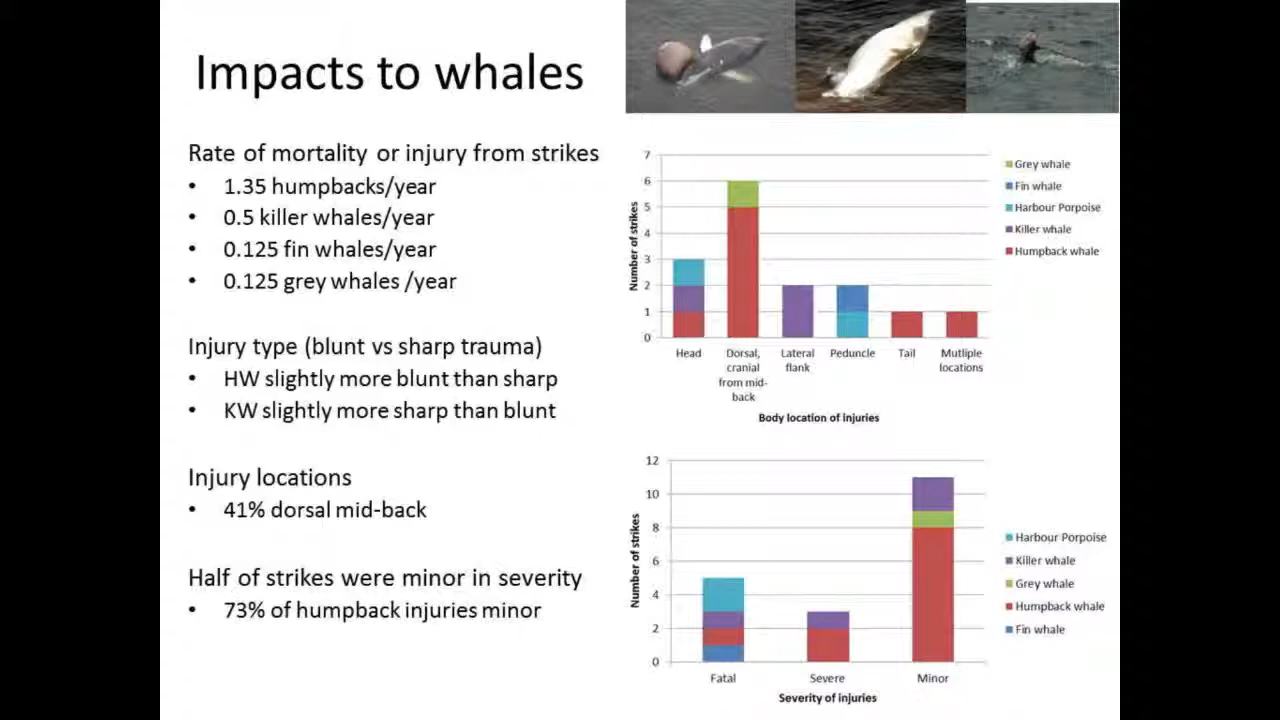 Impacts to whales
Rate of mortality or injury from strikes
• 1.35 humpbacks/year
• 0.5 killer whales/year
• 0.125 fin whales/year
• 0.125 grey whales /year
Injury type (blunt vs sharp trauma)
• HW slightly more blunt than sharp
• KW slightly more sharp than blunt
Injury locations
• 41% dorsal mid-back
Half of strikes were minor in severity
• 73% of humpback injuries minor
Number of strikes
7
6
5
4
3
2
1
0
Head
Dorsal,
cranial
from mid-
back
Lateral
flank
Peduncle
Tail
Mutliple
locations
Body location of injuries
Grey whale
Fin whale
Harbour Porpoise
Killer whale
Humpback whale
Number of strikes
12
10
8
6
4
2
0
Fatal
Severe
Minor
Severity of injuries
Harbour Porpoise
Killer whale
Grey whale
Humpback whale
Fin whale